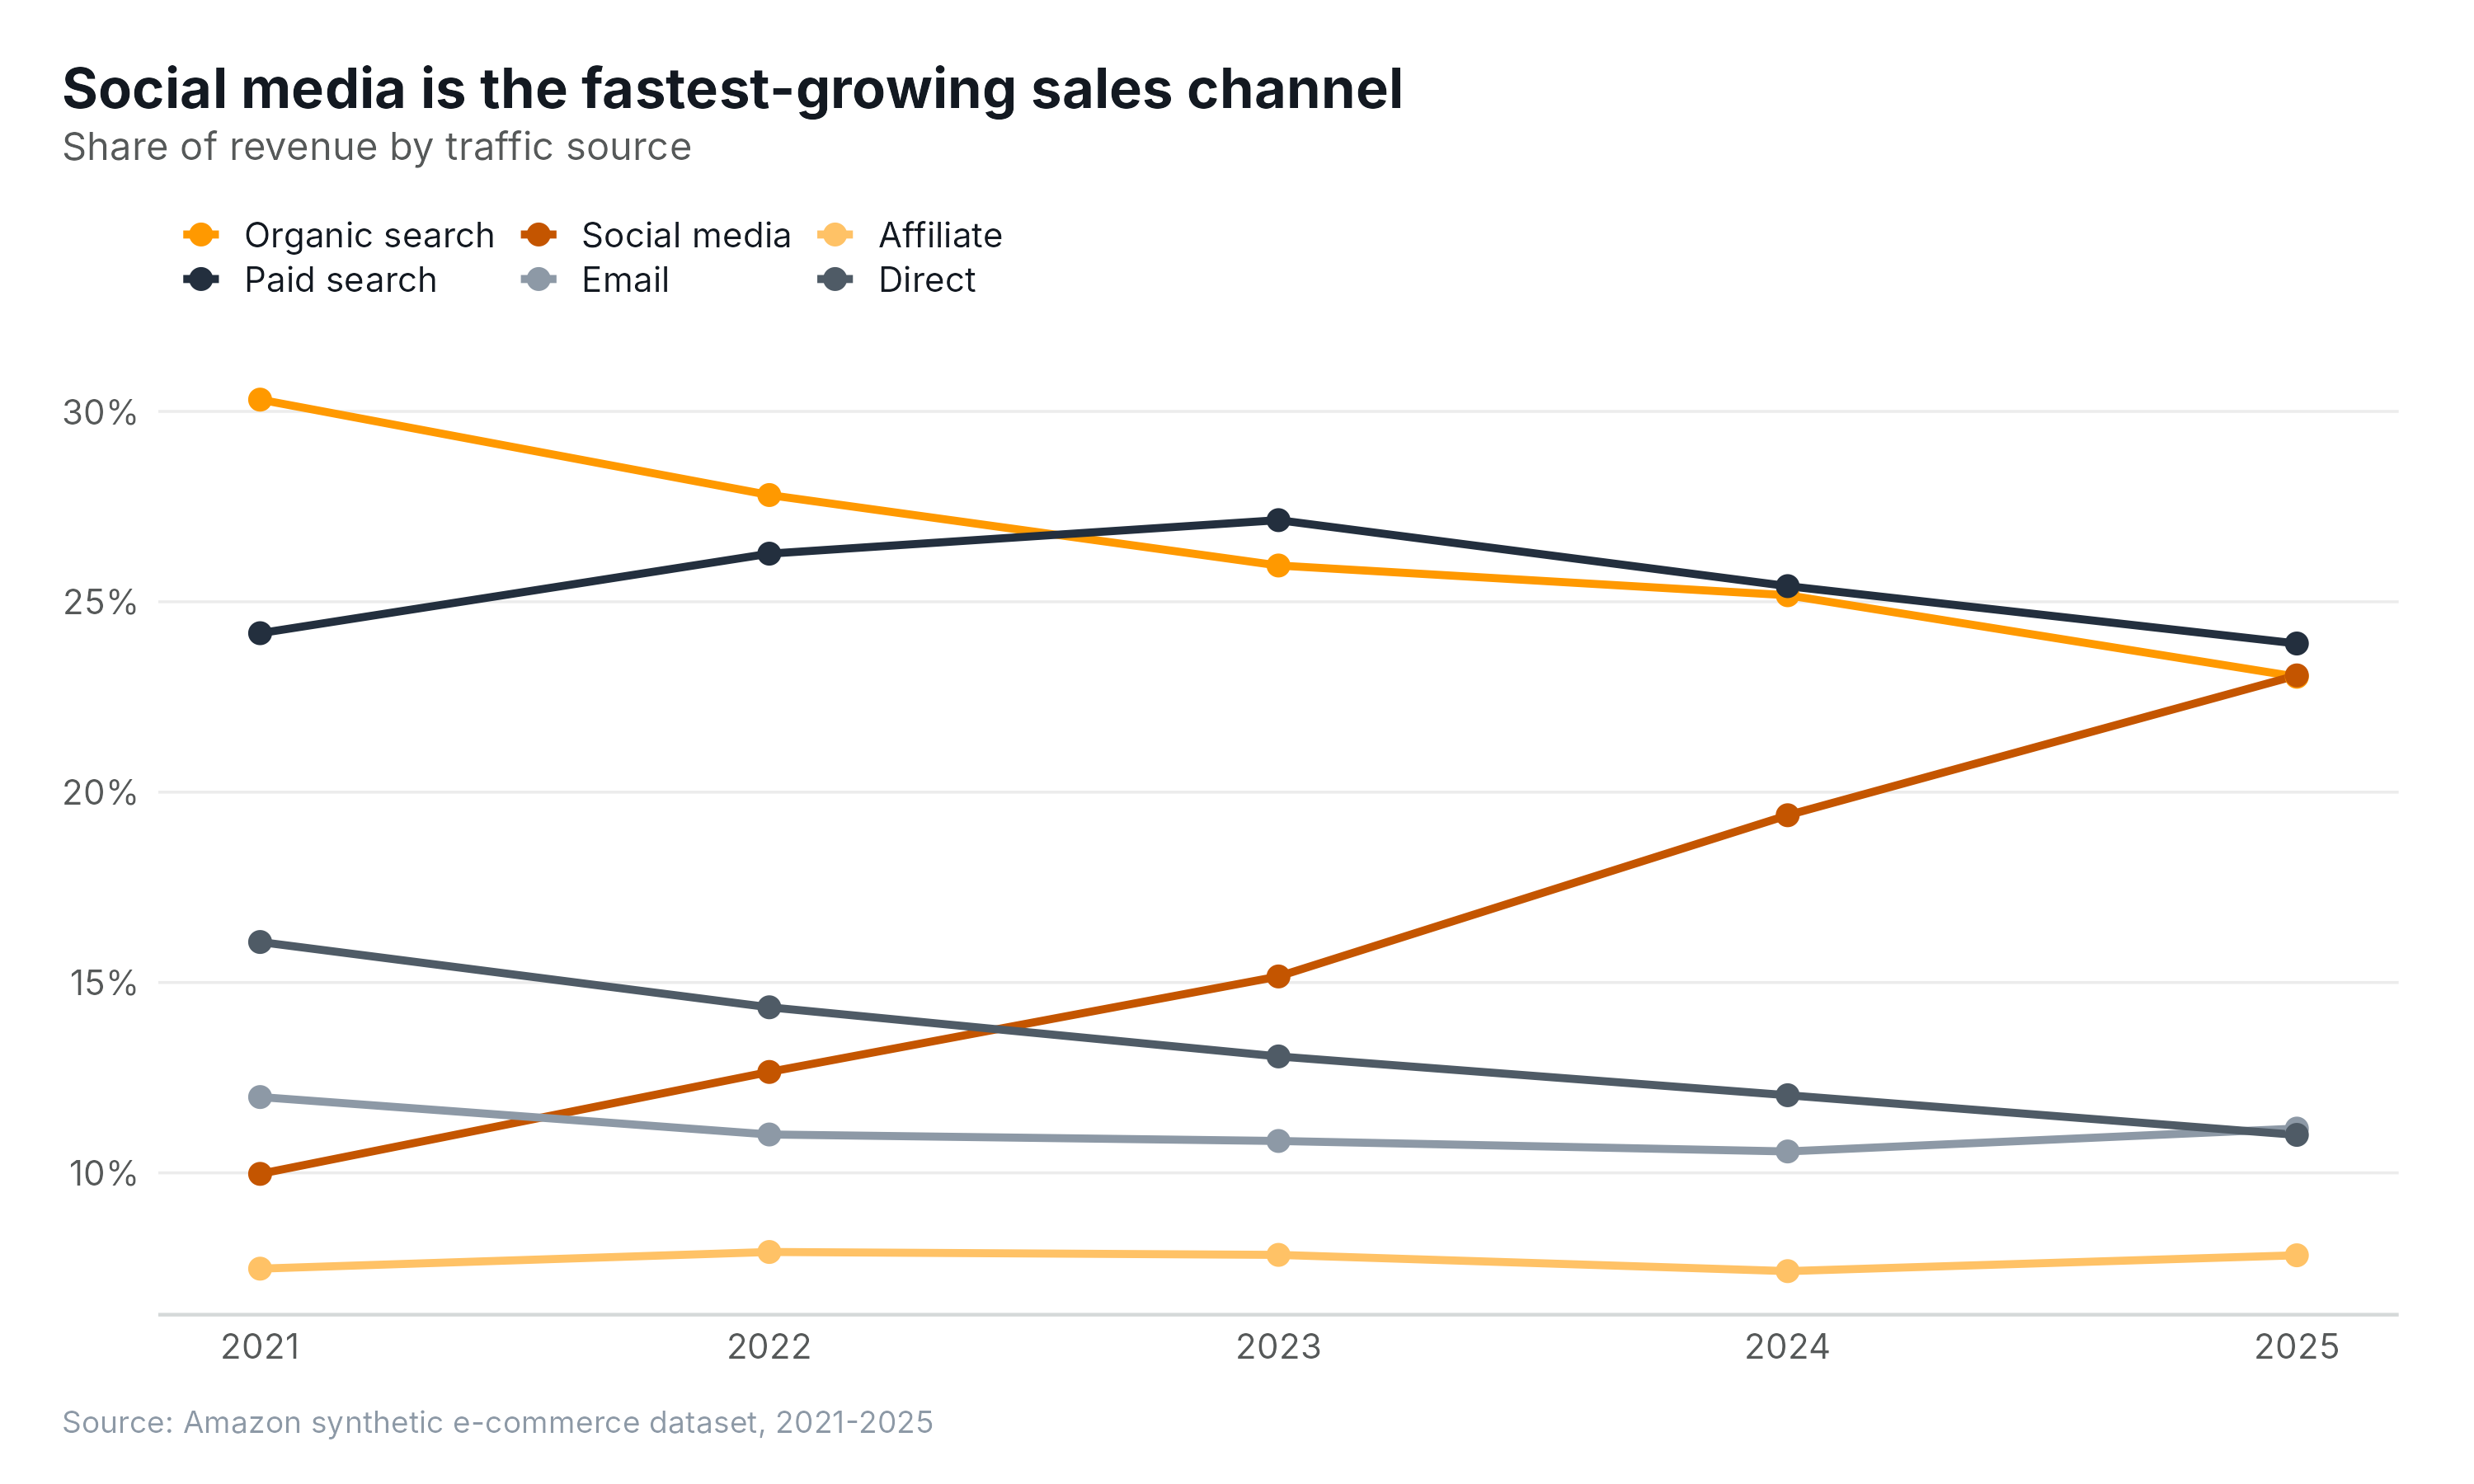 Social media is the fastest-growing sales channel
Share of revenue by traffic source
Organic search Social media Affiliate
Paid search Email Direct
30%
25%
20%
15%
10%
2021 2022 2023 2024 2025
Source: Amazon synthetic e-commerce dataset, 2021-2025